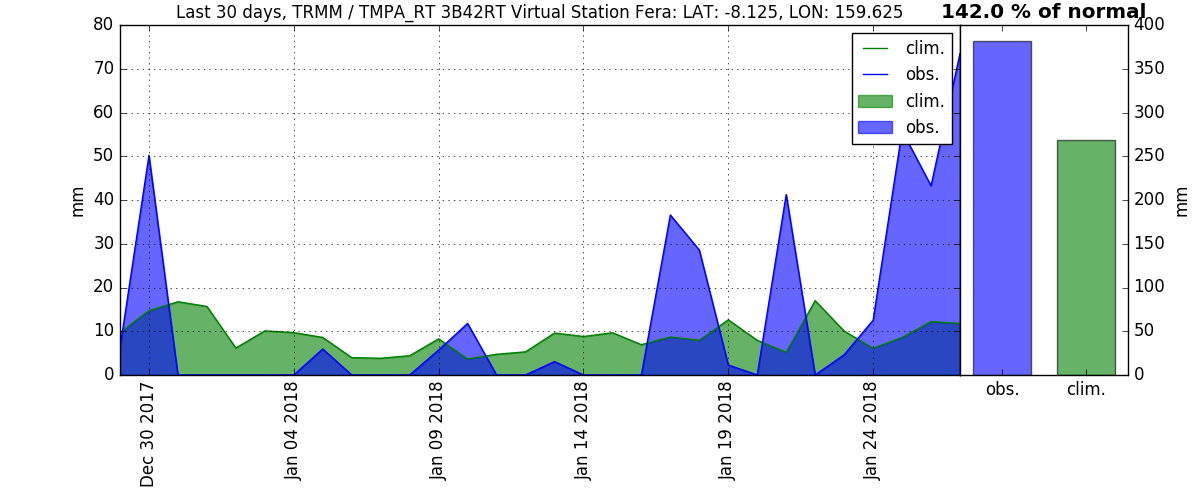 Last 30 days, TRMM / TMPA_RT 3B42RT Virtual Station Fera: LAT: -8.125, LON: 159.625
142.0 % of normal
80
70
60
50
40
30
20
10
0
mm
clim.
obs.
clim.
obs.
Dec 30 2017
Jan 04 2018
Jan 09 2018
Jan 14 2018
Jan 19 2018
Jan 24 2018
400
350
300
250
200
150
100
50
0
mm
obs.
clim.